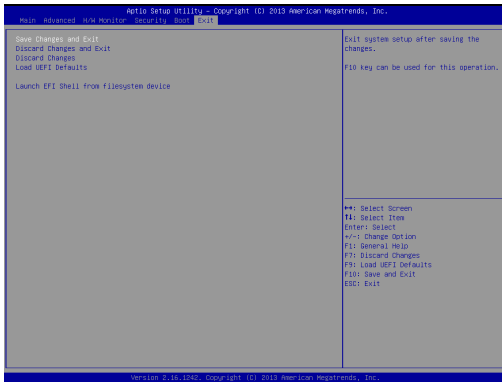 Aptio Setup Utility – Copyright (C) 2013 American Megatrends, Inc.
Main Advanced H/W Monitor Security Boot Exit
Save Changes and Exit
Discard Changes and Exit
Discard Changes
Load UEFI Defaults
Launch EFI Shell from filesystem device
Exit system setup after saving the
changes.
F10 key can be used for this operation.
↔: Select Screen
↑↓: Select Item
Enter: Select
+/-: Change Option
F1: General Help
F7: Discard Changes
F9: Load UEFI Defaults
F10: Save and Exit
ESC: Exit
Version 2.16.1242. Copyright (C) 2013 American Megatrends, Inc.